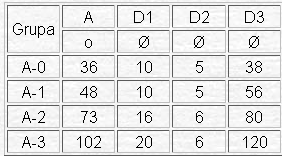 Grupa A D1 D2 D3
o Ø Ø Ø
A-0 36 10 5 38
A-1 48 10 5 56
A-2 73 16 6 80
A-3 102 20 6 120